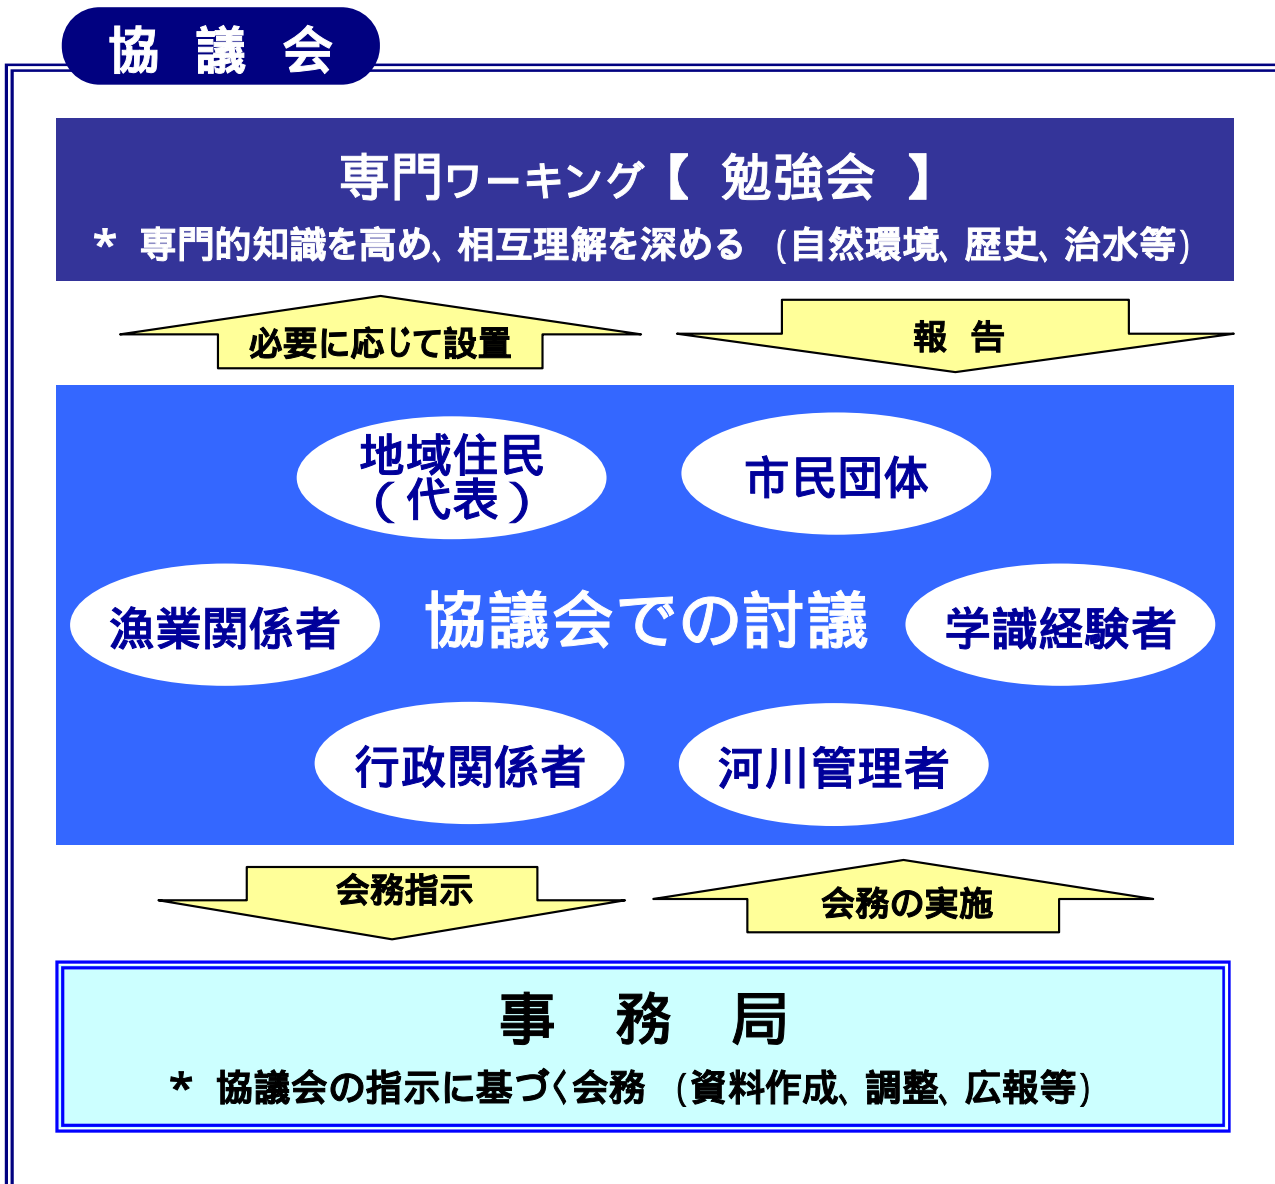 協 議 会
専門ワーキング【 勉強会 】
* 専門的知識を高め、相互理解を深める (自然環境、歴史、治水等)
必要に応じて設置
報 告
地域住民
(代表)
市民団体
漁業関係者
協議会での討議
学識経験者
行政関係者
河川管理者
会務指示
会務の実施
事 務 局
* 協議会の指示に基づく会務 (資料作成、調整、広報等)